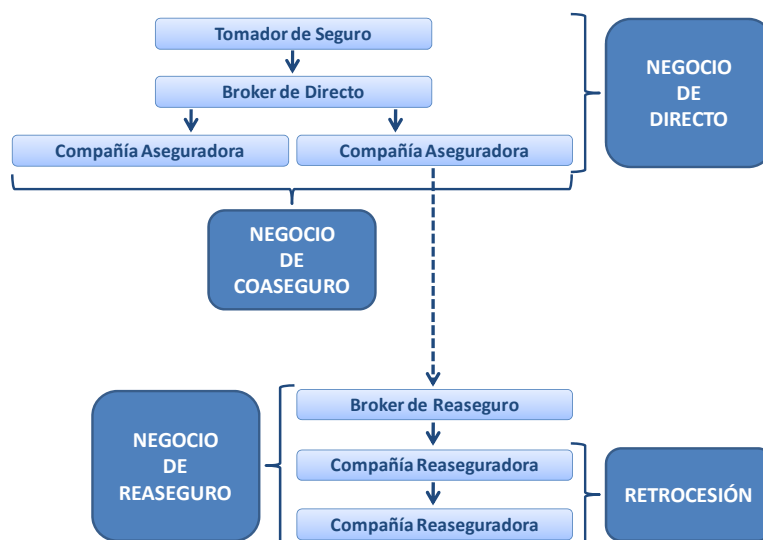 Tomador de Seguro
Broker de Directo
Compañía Aseguradora
Compañía Aseguradora
NEGOCIO
DE
DIRECTO
NEGOCIO
DE
COASEGURO
Broker de Reaseguro
Compañía Reaseguradora
Compañía Reaseguradora
NEGOCIO
DE
REASEGURO
RETROCESIÓN